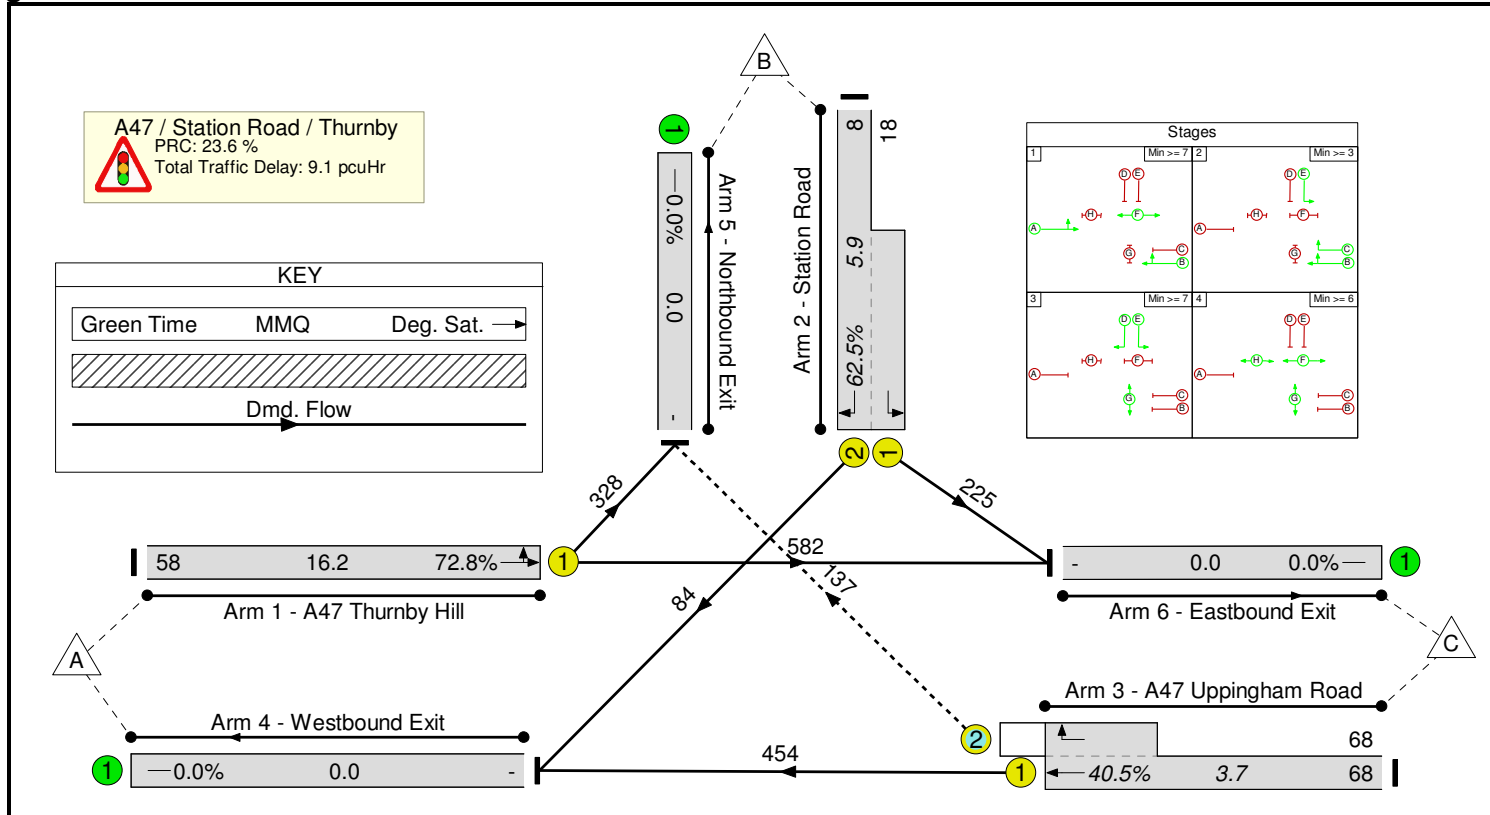 B
A47 / Station Road / Thurnby
PRC: 23.6 %
Total Traffic Delay: 9.1 pcuHr
KEY
Green Time MMQ Deg. Sat.
Dmd. Flow
1
0.0% 0.0 -
Arm 5 - Northbound Exit
Arm 2 - Station Road
8 5.9 62.5%
18
2 1
Stages
1 Min >= 7
D E
H F
A
G C
B
2 Min >= 3
D E
H F
A
G C
B
3 Min >= 7
D E
H F
A
G C
B
4 Min >= 6
D E
H F
A
G C
B
328
225
582
137
84
454
58 16.2 72.8% 1
Arm 1 - A47 Thurnby Hill
- 0.0 0.0% 1
Arm 6 - Eastbound Exit
A
C
Arm 4 - Westbound Exit
1 0.0% 0.0 -
Arm 3 - A47 Uppingham Road
2 68
1 40.5% 3.7 68